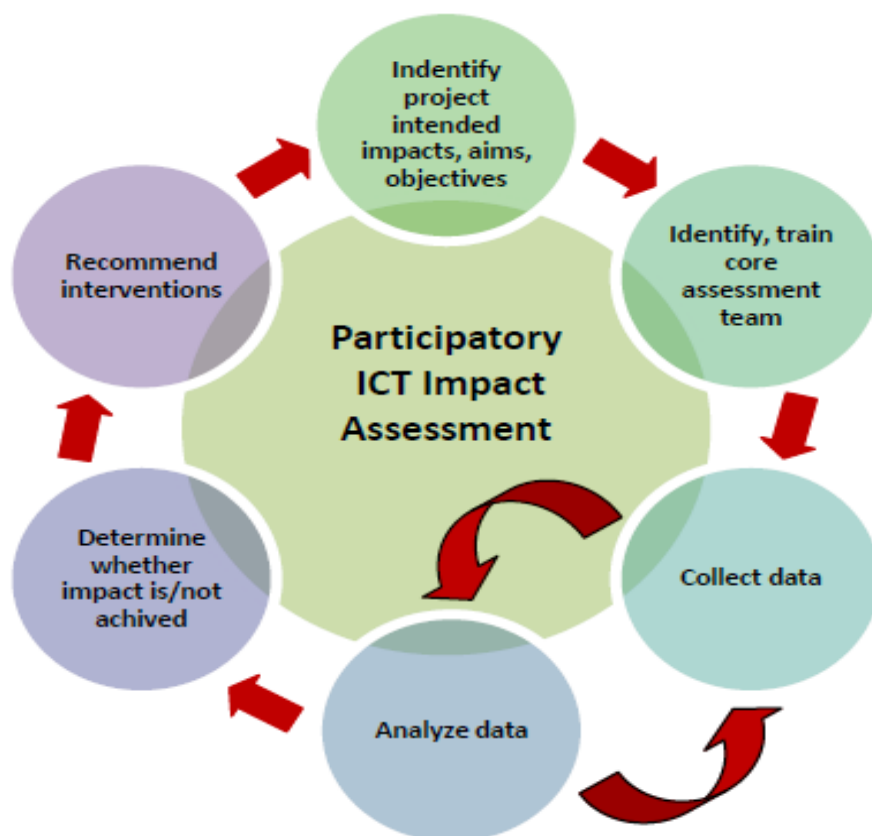 Indentify
project
intended
impacts, aims,
objectives
Identify, train
core
assessment
team
Collect data
Analyze data
Determine
whether
impact is/not
achived
Recommend
interventions
Participatory
ICT Impact
Assessment